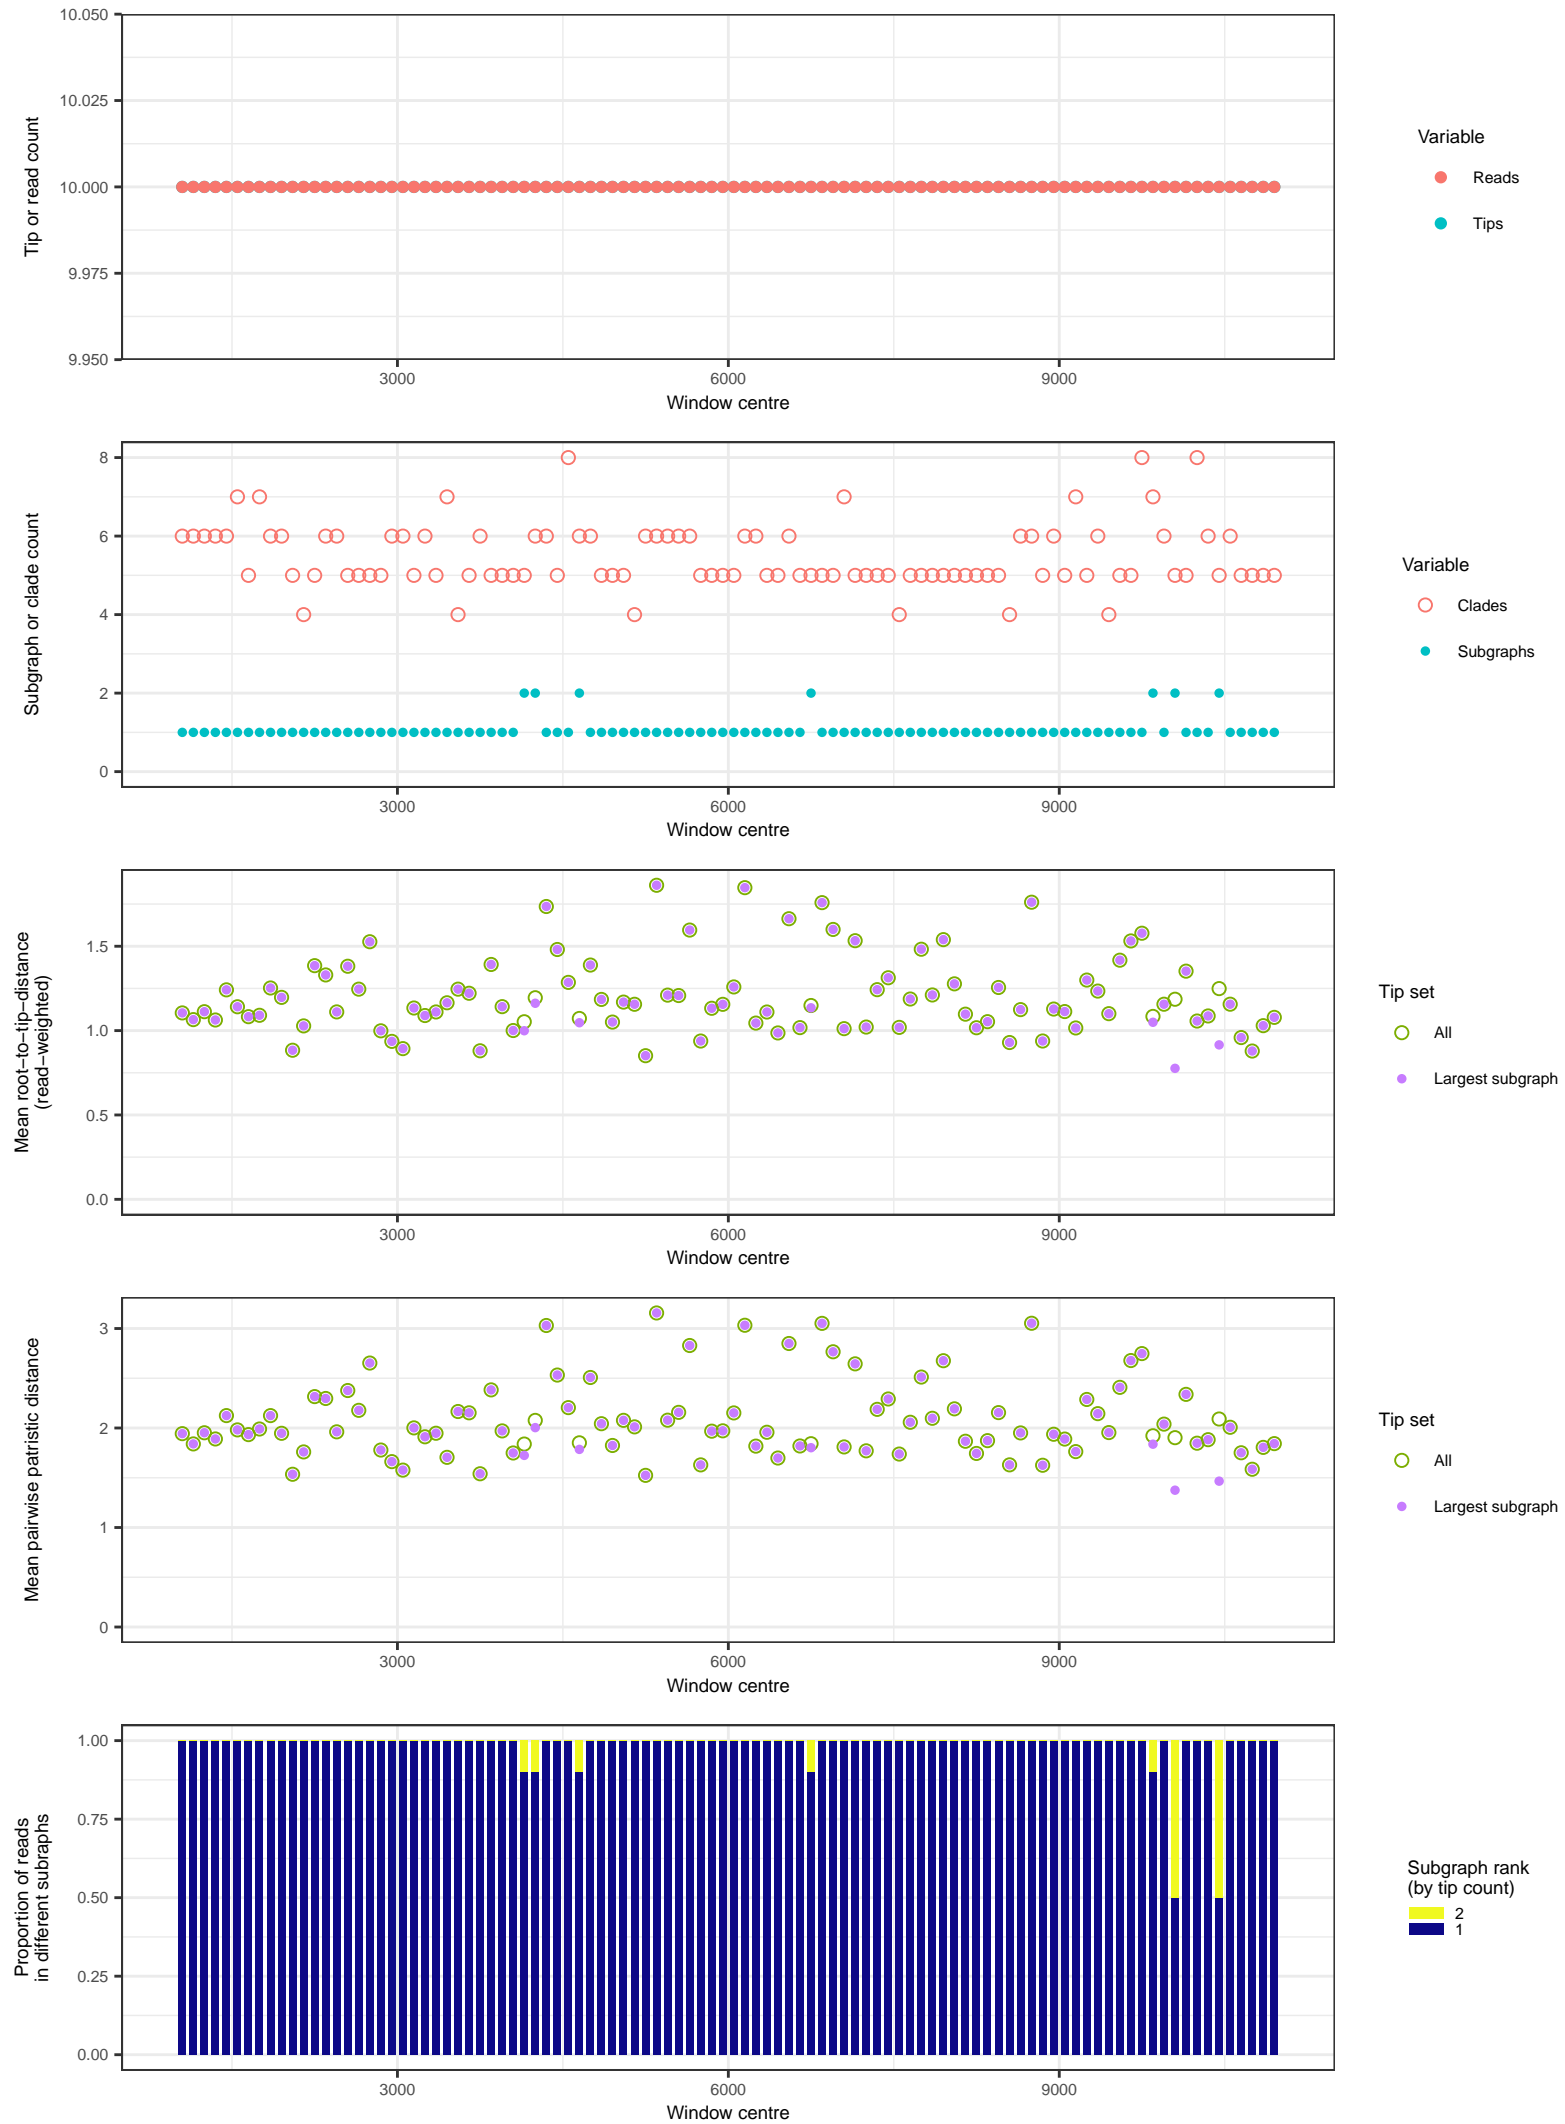 10.050
10.025
10.000
9.975
9.950
Tip or read count
3000
6000
9000
Window centre
Variable
Reads
Tips
8
6
4
2
0
Subgraph or clade count
3000
6000
9000
Window centre
Variable
Clades
Subgraphs
1.5
1.0
0.5
0.0
Mean root−to−tip−distance
(read−weighted)
3000
6000
9000
Window centre
Tip set
All
Largest subgraph
3
2
1
0
Mean pairwise patristic distance
3000
6000
9000
Window centre
Tip set
All
Largest subgraph
1.00
0.75
0.50
0.25
0.00
Proportion of reads
in different subraphs
3000
6000
9000
Window centre
Subgraph rank
(by tip count)
2
1